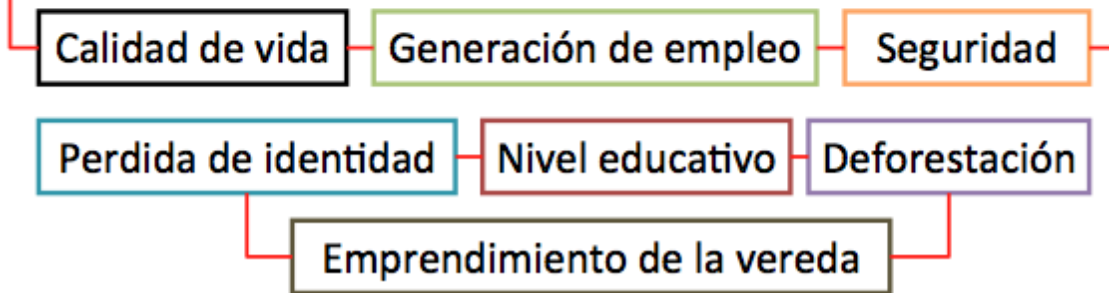 Calidad de vida Generación de empleo Seguridad
Perdida de identidad Nivel educativo Deforestación
Emprendimiento de la vereda